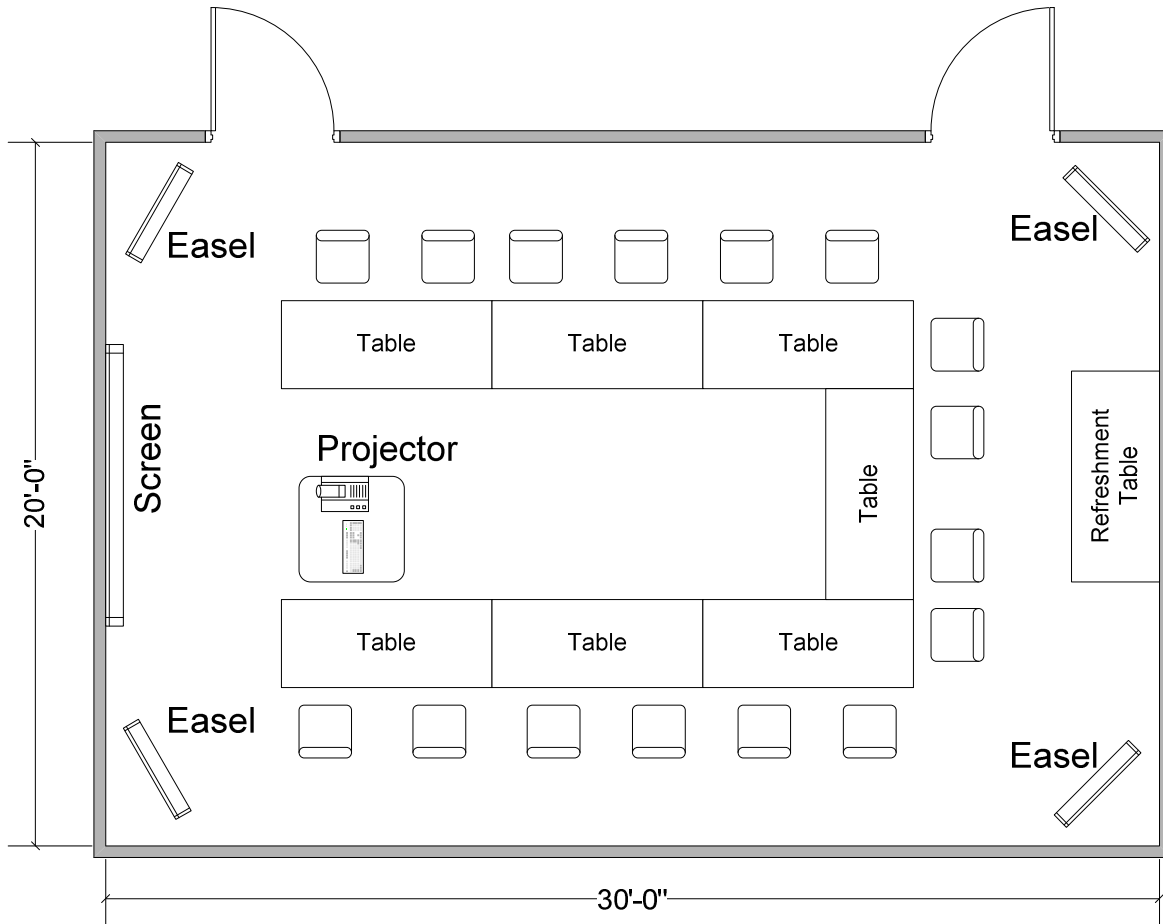 Easel
Easel
Table
Table
Table
Screen
Projector
Table
Refreshment
Table
20'-0"
Table
Table
Table
Easel
Easel
30'-0"